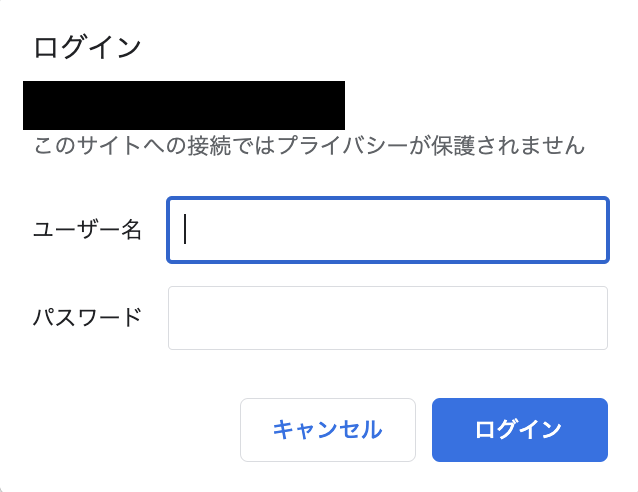 ログイン
このサイトへの接続ではプライバシーが保護されません
ユーザー名
パスワード
キャンセル
ログイン